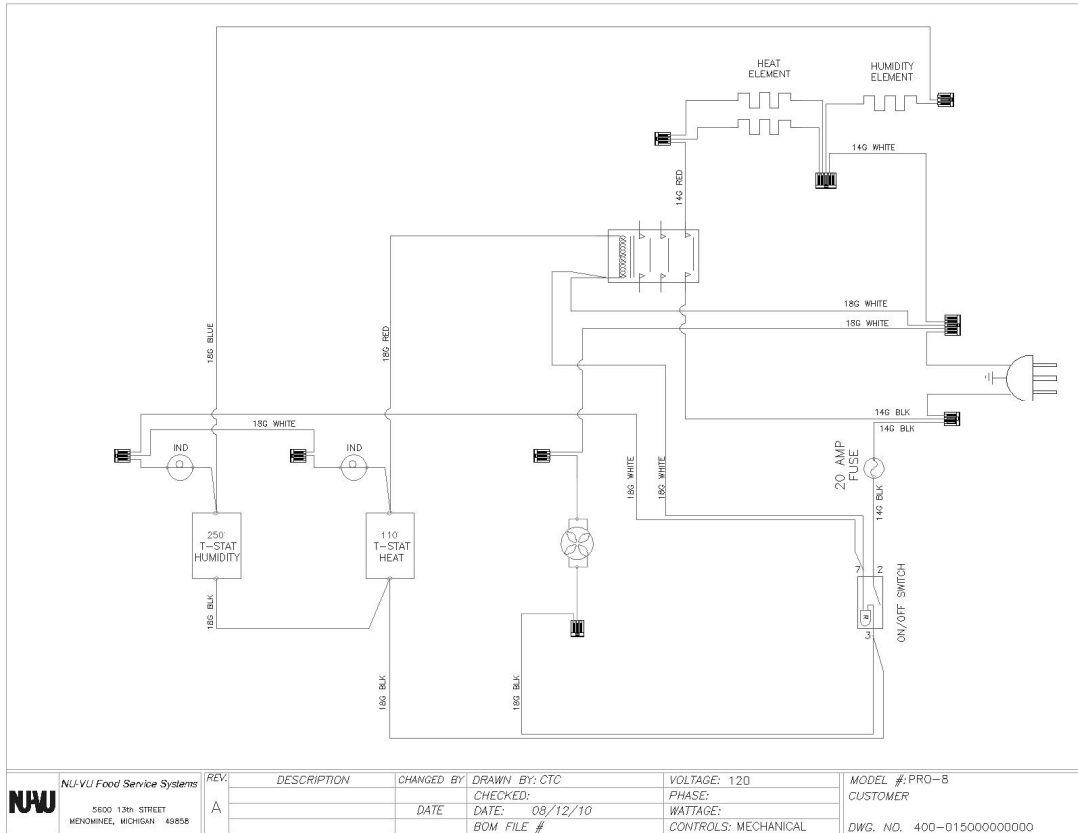 HEAT
ELEMENT
HUMIDITY
ELEMENT
14G WHITE
14G RED
18G WHITE
18G WHITE
18G BLUE
18G RED
14G BLK
14G BLK
18G WHITE
IND
IND
20 AMP
FUSE
18G WHITE
18G WHITE
14G BLK
250°
T-STAT
HUMIDITY
110°
T-STAT
HEAT
7
2
R
3
ON/OFF SWITCH
18G BLK
18G BLK
18G BLK
NUVU
NU-VU Food Service Systems
5600 13th STREET
MENOMINEE, MICHIGAN 49858
REV.
A
DESCRIPTION
CHANGED BY
DATE
DRAWN BY: CTC
CHECKED:
DATE: 08/12/10
BOM FILE #
VOLTAGE: 120
PHASE:
WATTAGE:
CONTROLS: MECHANICAL
MODEL #: PRO-8
CUSTOMER
DWG. NO. 400-015000000000